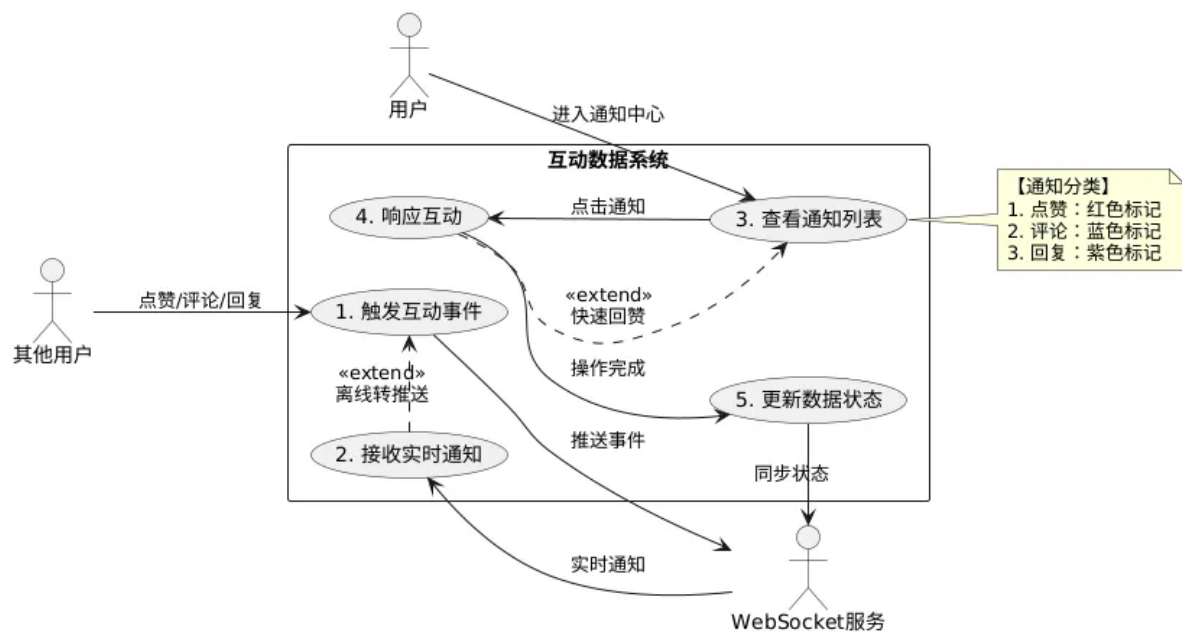 用户
进入通知中心
互动数据系统
【通知分类】
1. 点赞：红色标记
2. 评论：蓝色标记
3. 回复：紫色标记
4. 响应互动
点击通知
3. 查看通知列表
点赞/评论/回复
其他用户
1. 触发互动事件
«extend»
快速回赞
«extend»
离线转推送
操作完成
5. 更新数据状态
推送事件
2. 接收实时通知
同步状态
实时通知
WebSocket服务